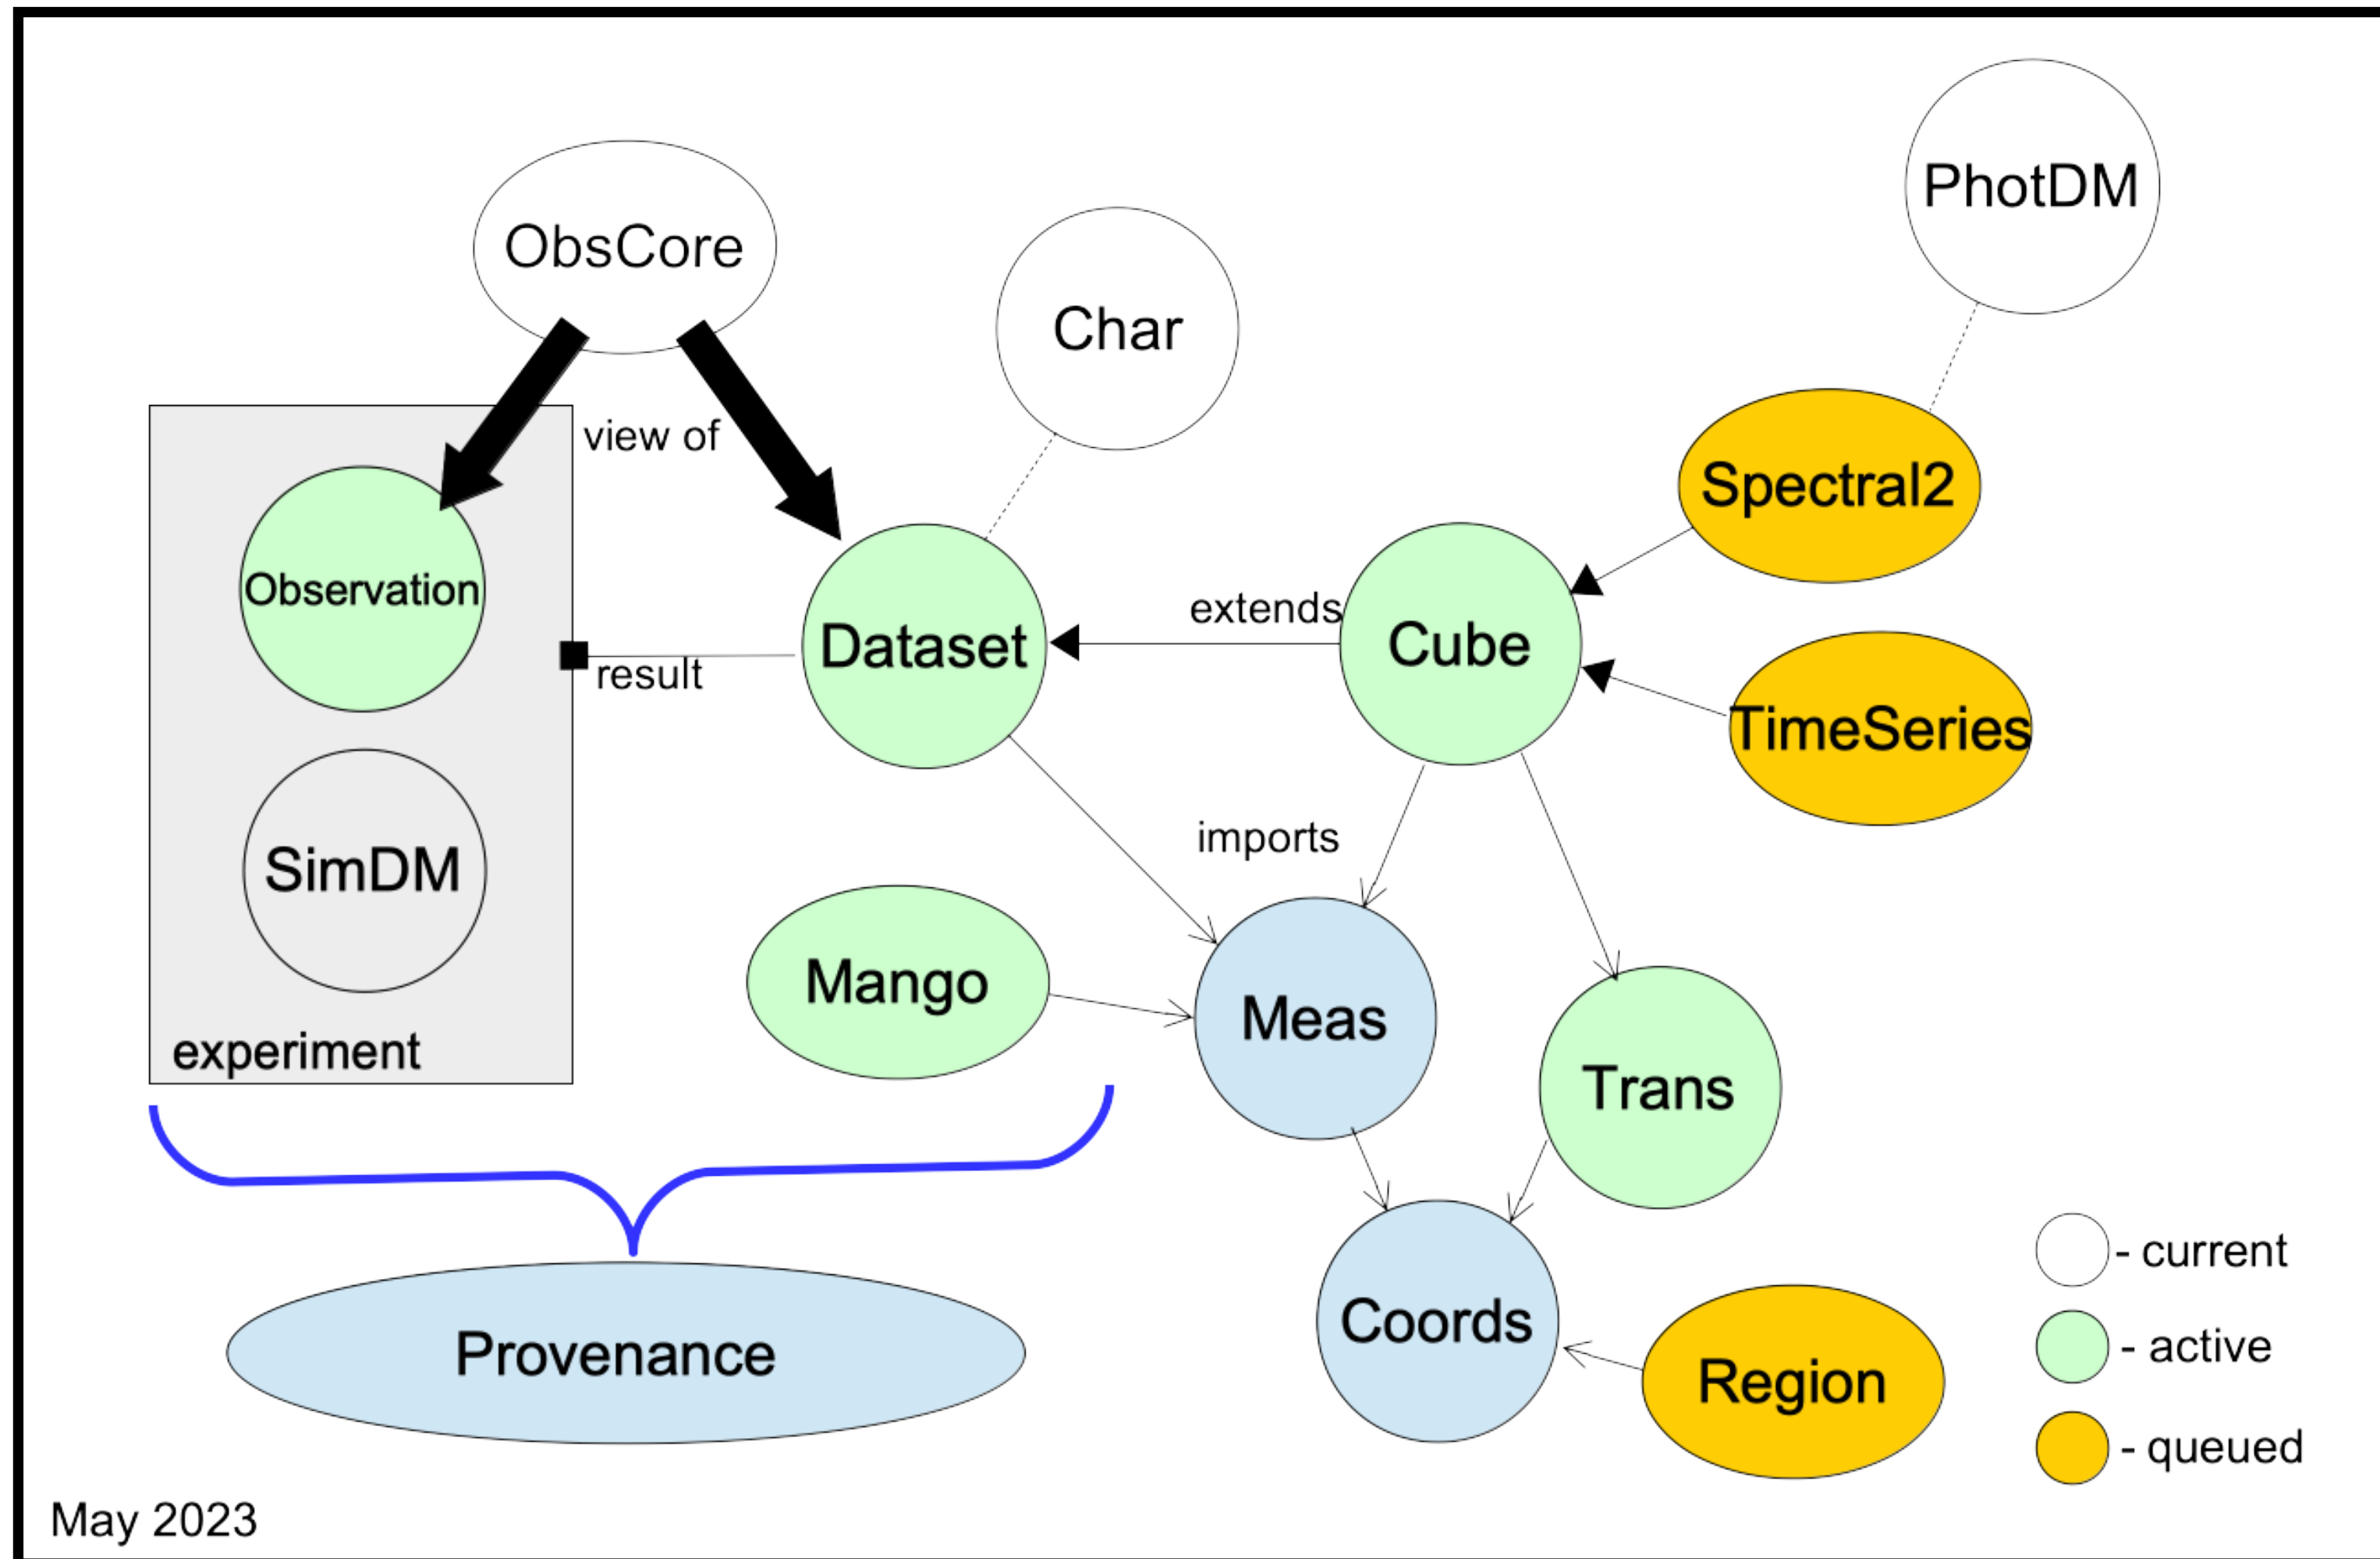 PhotDM
ObsCore
Char
view of
Spectral2
Observation
extends
Dataset
Cube
result
TimeSeries
imports
SimDM
Mango
Meas
experiment
Trans
- current
Coords
- active
Provenance
Region
- queued
May 2023